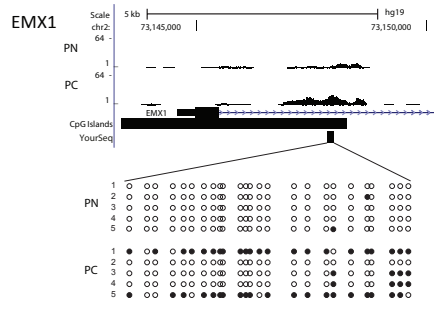 EMX1
Scale 5 kb hg19
chr2: 73,145,000 73,150,000
64
PN
1
64
PC
1
EMX1
CpG Islands
YourSeq
1
2
PN 3
4
5
1
2
PC 3
4
5